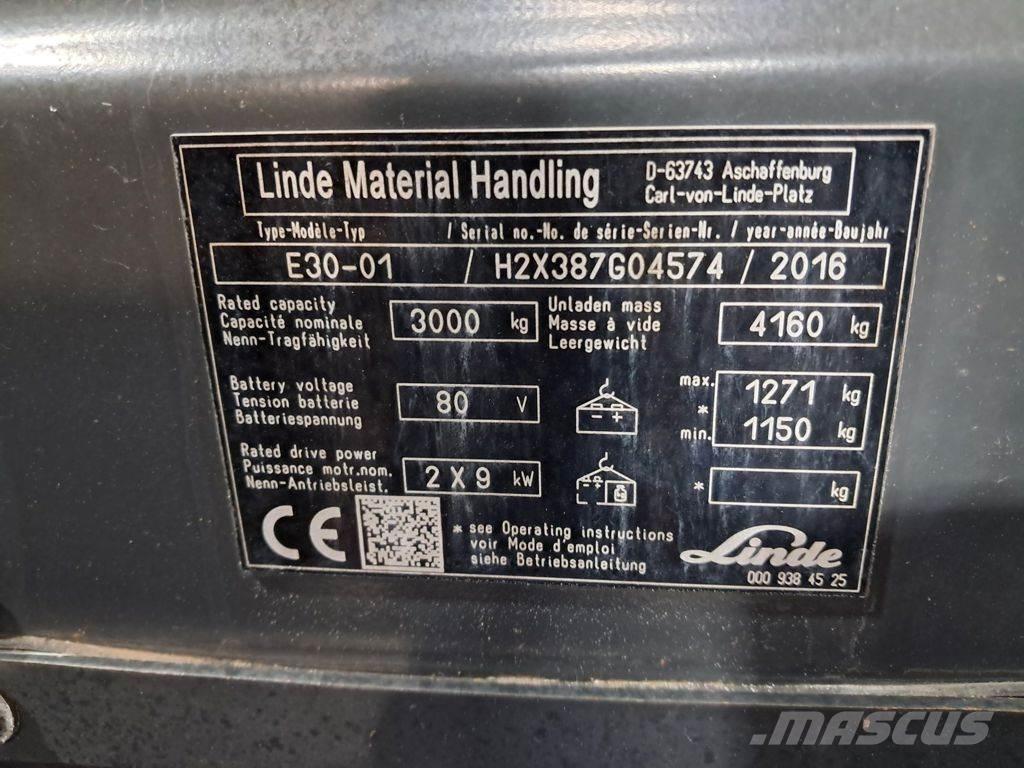 Linde Material Handling
D-63743 Aschaffenburg
Carl-von-Linde-Platz
Type-Modèle-Typ / Serial no.-No. de série-Serien-Nr. / year-année-Baujahr
E30-01 / H2X387G04574 / 2016
Rated capacity
Capacité nominale
Nenn-Tragfähigkeit
3000 kg
Unladen mass
Masse à vide
Leergewicht
4160 kg
Battery voltage
Tension batterie
Batteriespannung
80 V
max. 1271 kg
*
min. 1150 kg
Rated drive power
Puissance motr.nom.
Nenn-Antriebsleist.
2 X 9 kW
* kg
CE
* see Operating instructions
voir Mode d'emploi
siehe Betriebsanleitung
Linde
000 938 45 25
MASCUS